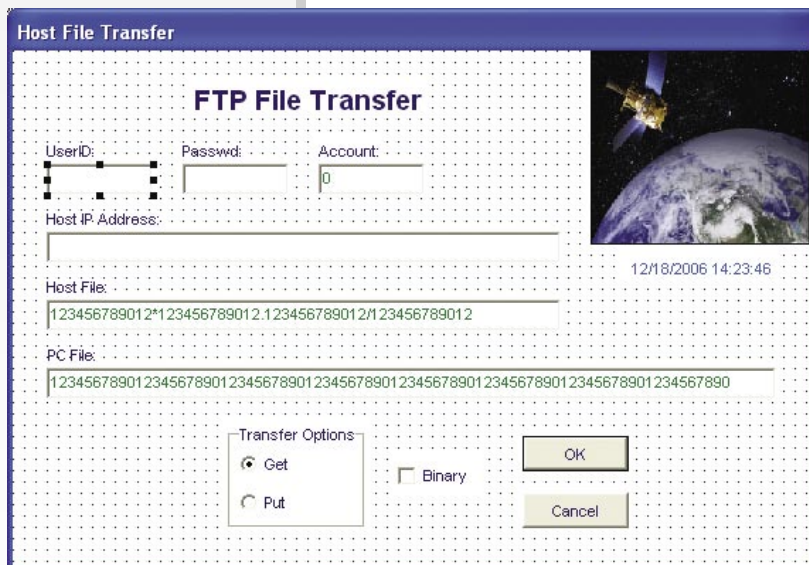 Host File Transfer
FTP File Transfer
UserID: Passwd: Account:
0
Host IP Address:
12/18/2006 14:23:46
Host File:
123456789012*123456789012.123456789012/123456789012
PC File:
12345678901234567890123456789012345678901234567890123456789012345678901234567890
Transfer Options
Get
Put
Binary
OK
Cancel